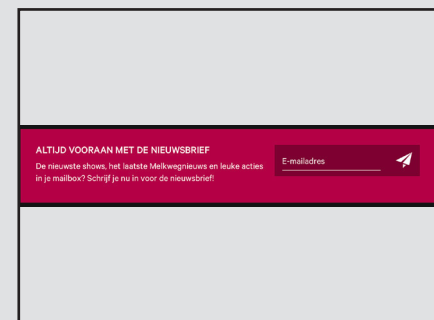 ALTIJD VOORAAN MET DE NIEUWSBRIEF
De nieuwste shows, het laatste Melkwegnieuws en leuke acties
in je mailbox? Schrijf je nu in voor de nieuwsbrief!
E-mailadres